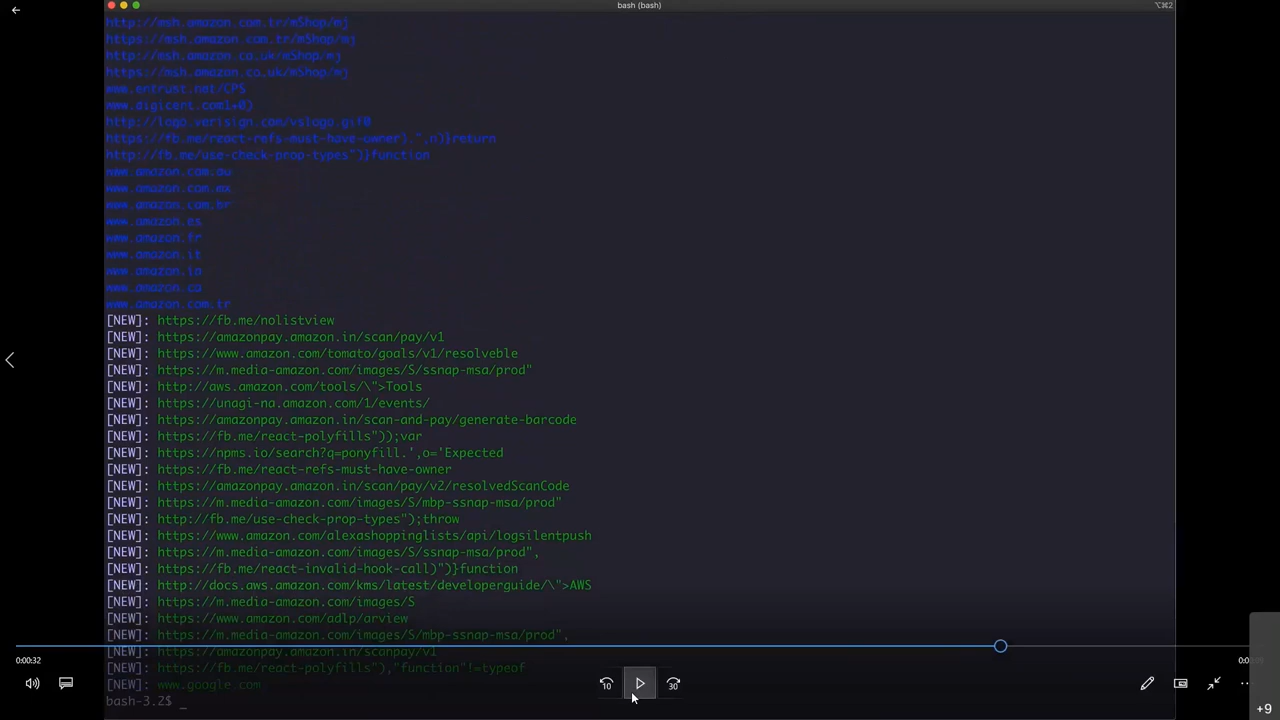 bash (bash)
⌥⌘2
http://msh.amazon.com.tr/mShop/mj
https://msh.amazon.com.tr/mShop/mj
http://msh.amazon.co.uk/mShop/mj
https://msh.amazon.co.uk/mShop/mj
www.entrust.net/CPS
www.digicert.com1+0)
http://logo.verisign.com/vslogo.gif0
https://fb.me/react-refs-must-have-owner).",n)}return
http://fb.me/use-check-prop-types")}function
www.amazon.com.au
www.amazon.com.mx
www.amazon.com.br
www.amazon.es
www.amazon.fr
www.amazon.it
www.amazon.in
www.amazon.ca
www.amazon.com.tr
[NEW]: https://fb.me/nolistview
[NEW]: https://amazonpay.amazon.in/scan/pay/v1
[NEW]: https://www.amazon.com/tomato/goals/v1/resolveble
[NEW]: https://m.media-amazon.com/images/S/ssnap-msa/prod"
[NEW]: http://aws.amazon.com/tools/\">Tools
[NEW]: https://unagi-na.amazon.com/1/events/
[NEW]: https://amazonpay.amazon.in/scan-and-pay/generate-barcode
[NEW]: https://fb.me/react-polyfills"));var
[NEW]: https://npms.io/search?q=ponyfill.',o='Expected
[NEW]: https://fb.me/react-refs-must-have-owner
[NEW]: https://amazonpay.amazon.in/scan/pay/v2/resolvedScanCode
[NEW]: https://m.media-amazon.com/images/S/mbp-ssnap-msa/prod"
[NEW]: http://fb.me/use-check-prop-types");throw
[NEW]: https://www.amazon.com/alexashoppinglists/api/logsilentpush
[NEW]: https://m.media-amazon.com/images/S/ssnap-msa/prod",
[NEW]: https://fb.me/react-invalid-hook-call)")}function
[NEW]: http://docs.aws.amazon.com/kms/latest/developerguide/\">AWS
[NEW]: https://m.media-amazon.com/images/S
[NEW]: https://www.amazon.com/adlp/arview
[NEW]: https://m.media-amazon.com/images/S/mbp-ssnap-msa/prod",
[NEW]: https://amazonpay.amazon.in/scanpay/v1
[NEW]: https://fb.me/react-polyfills"),"function"!=typeof
[NEW]: www.google.com
bash-3.2$ _
0:00:32
10
30
+9